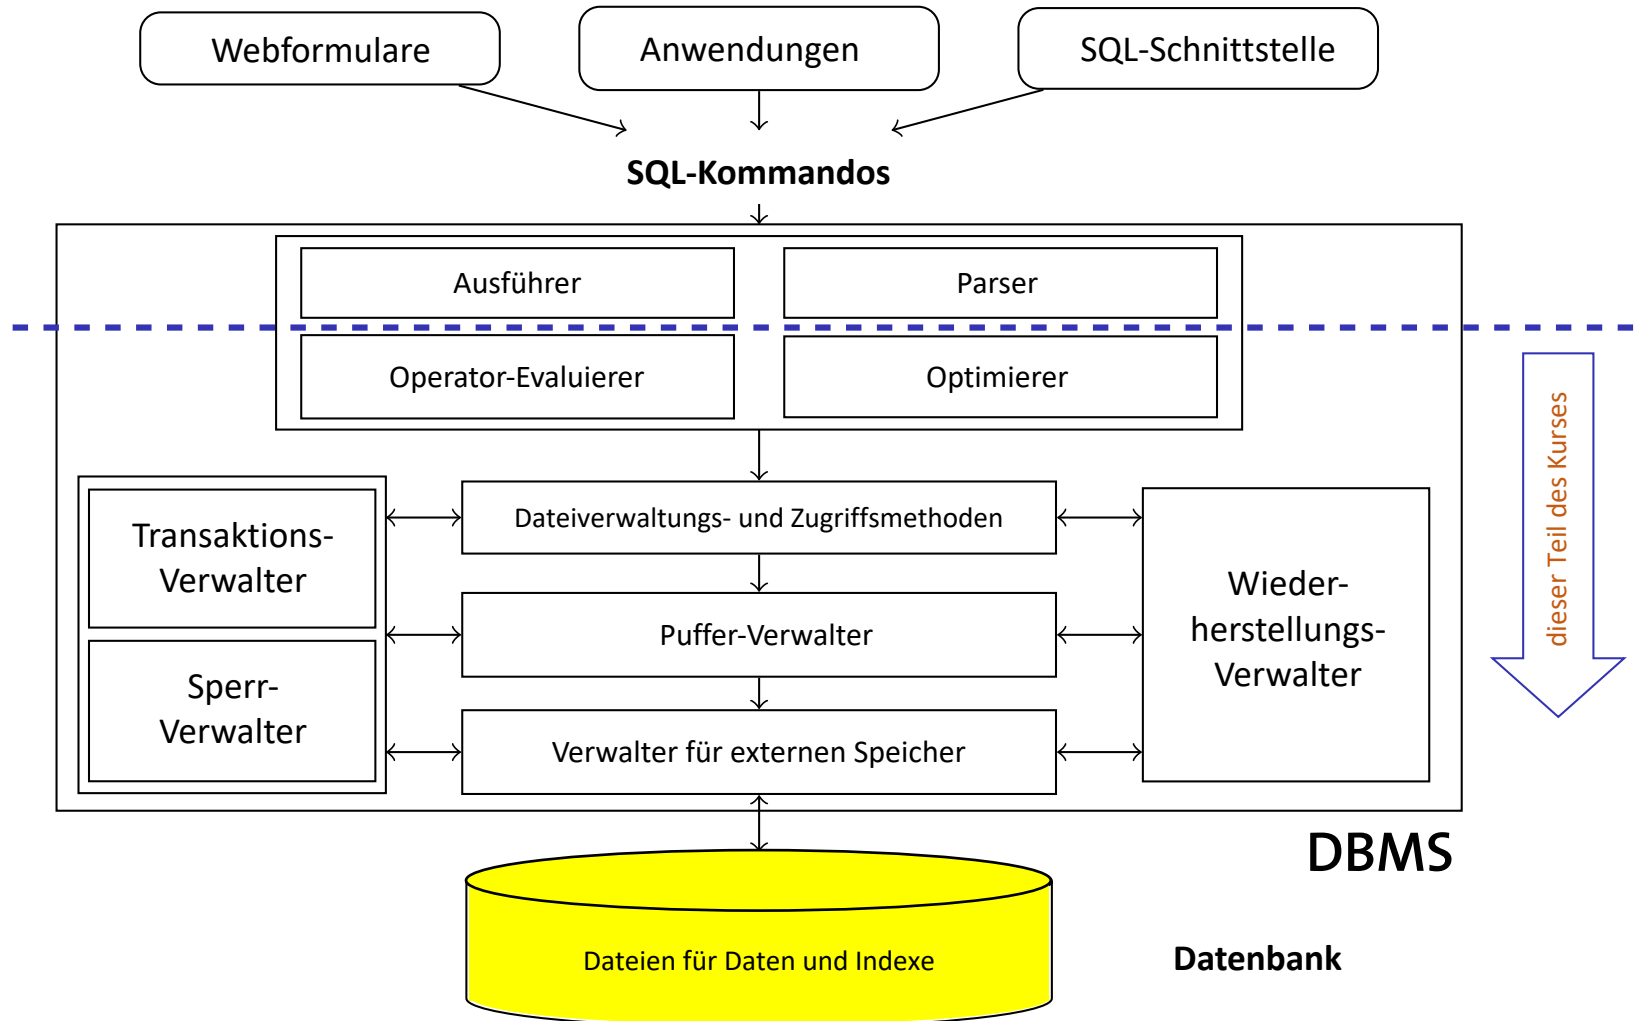 Webformulare
Anwendungen
SQL-Schnittstelle
SQL-Kommandos
Ausführer
Parser
Operator-Evaluierer
Optimierer
dieser Teil des Kurses
Transaktions-
Verwalter
Sperr-
Verwalter
Dateiverwaltungs- und Zugriffsmethoden
Puffer-Verwalter
Verwalter für externen Speicher
Wieder-
herstellungs-
Verwalter
DBMS
Dateien für Daten und Indexe
Datenbank